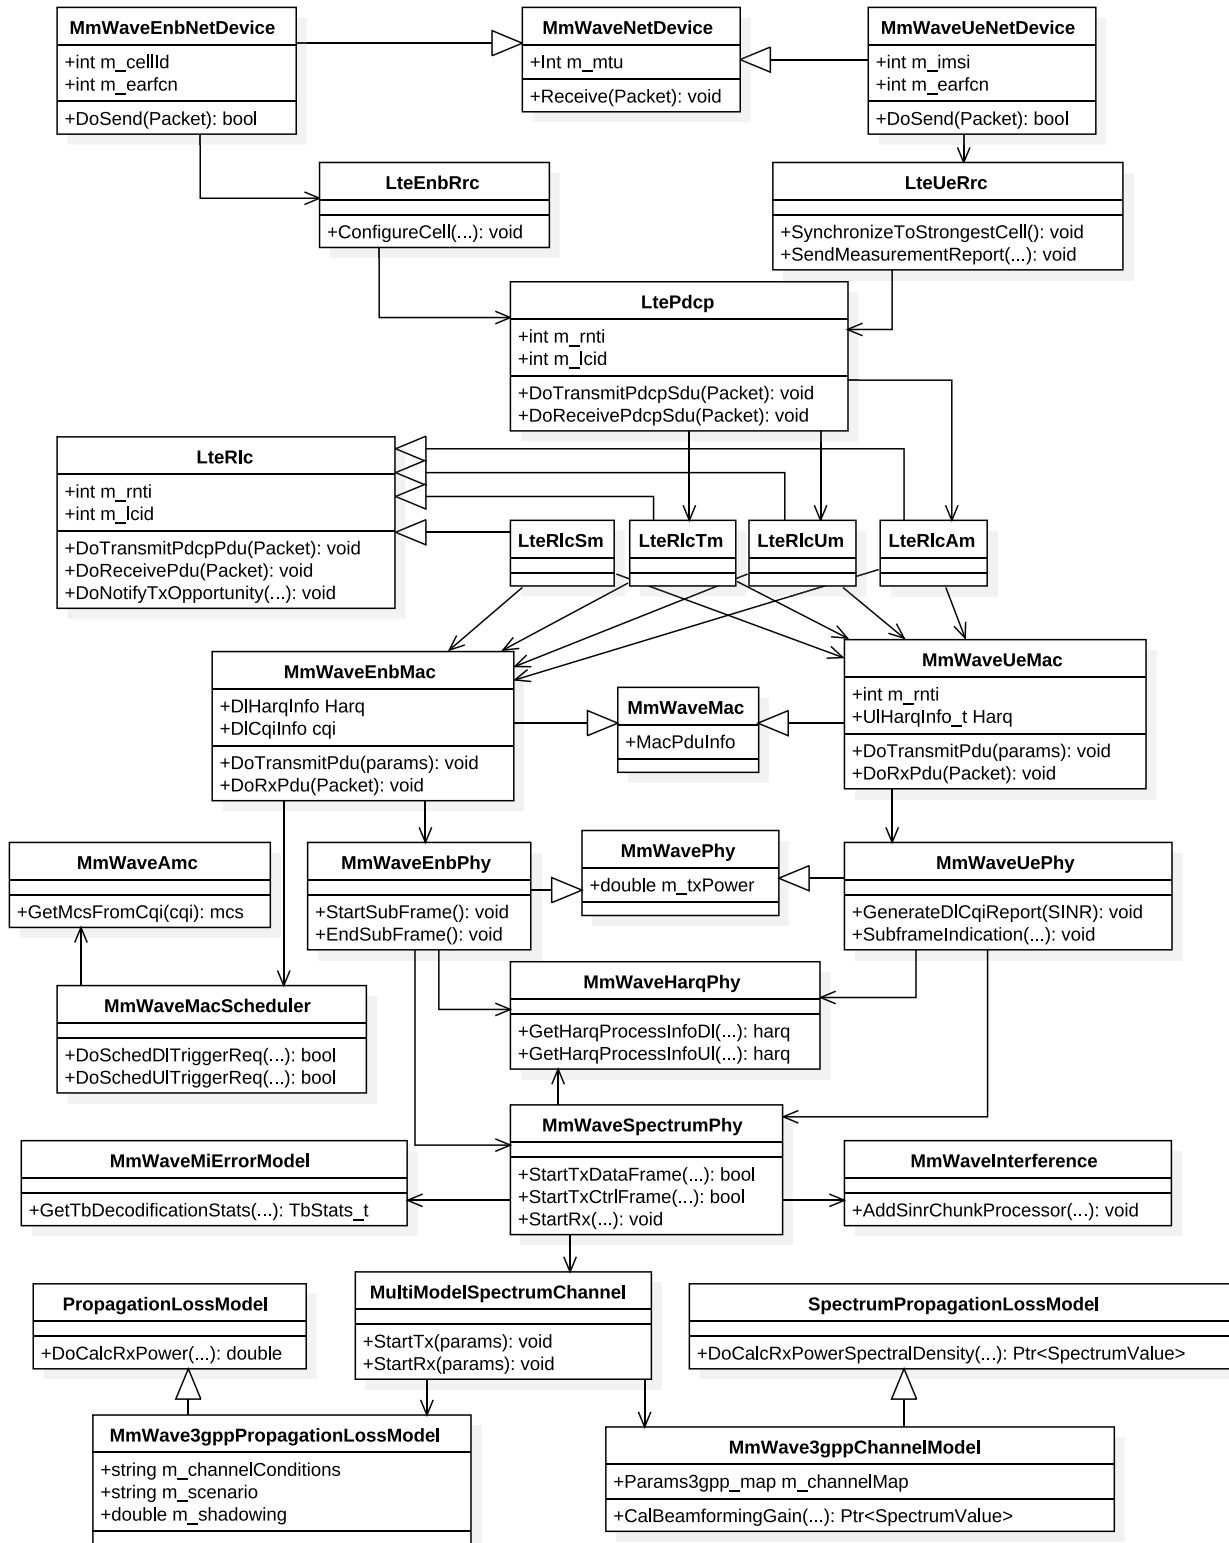 MmWaveEnbNetDevice
+int m_cellId
+int m_earfcn
+DoSend(Packet): bool
MmWaveNetDevice
+Int m_mtu
+Receive(Packet): void
MmWaveUeNetDevice
+int m_imsi
+int m_earfcn
+DoSend(Packet): bool
LteEnbRrc
+ConfigureCell(...): void
LteUeRrc
+SynchronizeToStrongestCell(): void
+SendMeasurementReport(...): void
LtePdcp
+int m_rnti
+int m_lcid
+DoTransmitPdcpSdu(Packet): void
+DoReceivePdcpSdu(Packet): void
LteRlc
+int m_rnti
+int m_lcid
+DoTransmitPdcpPdu(Packet): void
+DoReceivePdu(Packet): void
+DoNotifyTxOpportunity(...): void
LteRlcSm
LteRlcTm
LteRlcUm
LteRlcAm
MmWaveEnbMac
+DlHarqInfo Harq
+DlCqiInfo cqi
+DoTransmitPdu(params): void
+DoRxPdu(Packet): void
MmWaveMac
+MacPduInfo
MmWaveUeMac
+int m_rnti
+UlHarqInfo_t Harq
+DoTransmitPdu(params): void
+DoRxPdu(Packet): void
MmWaveAmc
+GetMcsFromCqi(cqi): mcs
MmWaveEnbPhy
+StartSubFrame(): void
+EndSubFrame(): void
MmWavePhy
+double m_txPower
MmWaveUePhy
+GenerateDlCqiReport(SINR): void
+SubframeIndication(...): void
MmWaveMacScheduler
+DoSchedDlTriggerReq(...): bool
+DoSchedUlTriggerReq(...): bool
MmWaveHarqPhy
+GetHarqProcessInfoDl(...): harq
+GetHarqProcessInfoUl(...): harq
MmWaveMiErrorModel
+GetTbDecodificationStats(...): TbStats_t
MmWaveSpectrumPhy
+StartTxDataFrame(...): bool
+StartTxCtrlFrame(...): bool
+StartRx(...): void
MmWaveInterference
+AddSinrChunkProcessor(...): void
PropagationLossModel
+DoCalcRxPower(...): double
MultiModelSpectrumChannel
+StartTx(params): void
+StartRx(params): void
SpectrumPropagationLossModel
+DoCalcRxPowerSpectralDensity(...): Ptr<SpectrumValue>
MmWave3gppPropagationLossModel
+string m_channelConditions
+string m_scenario
+double m_shadowing
MmWave3gppChannelModel
+Params3gpp_map m_channelMap
+CalBeamformingGain(...): Ptr<SpectrumValue>